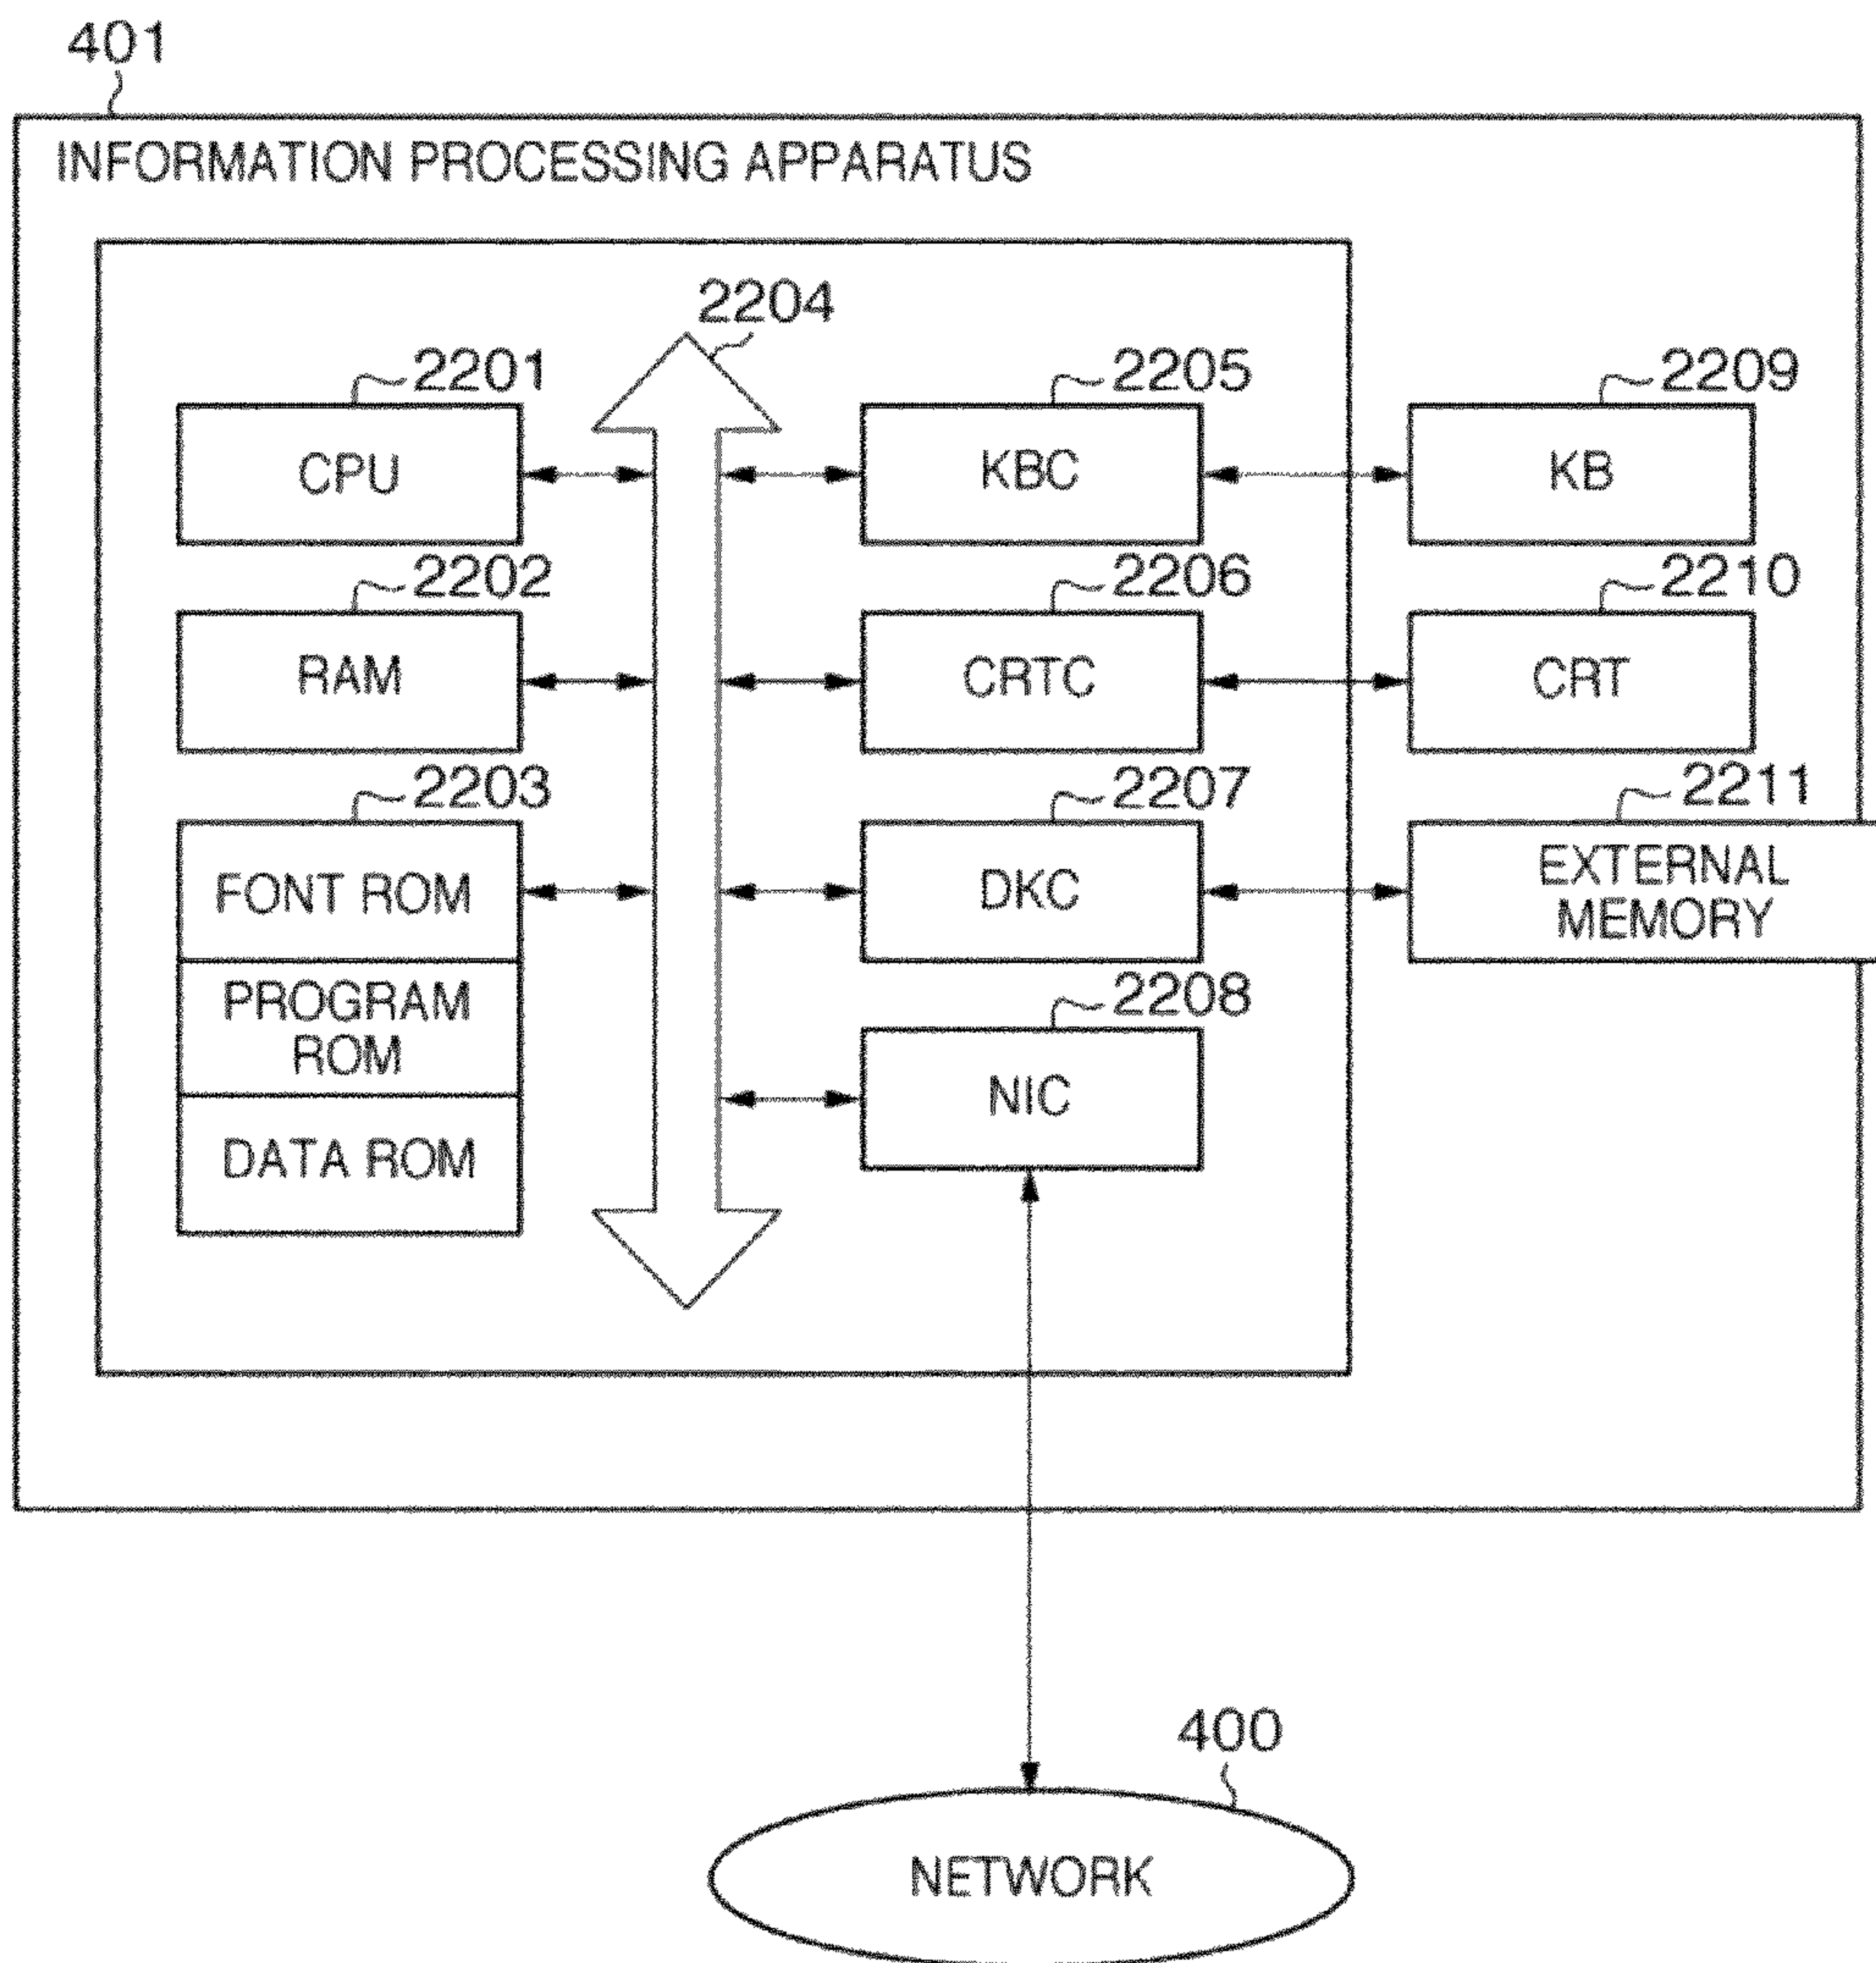 401
INFORMATION PROCESSING APPARATUS
2204
2201
2205
2209
CPU
KBC
KB
2202
2206
2210
RAM
CRTC
CRT
2203
2207
2211
FONT ROM
DKC
EXTERNAL
MEMORY
PROGRAM
ROM
2208
NIC
DATA ROM
400
NETWORK